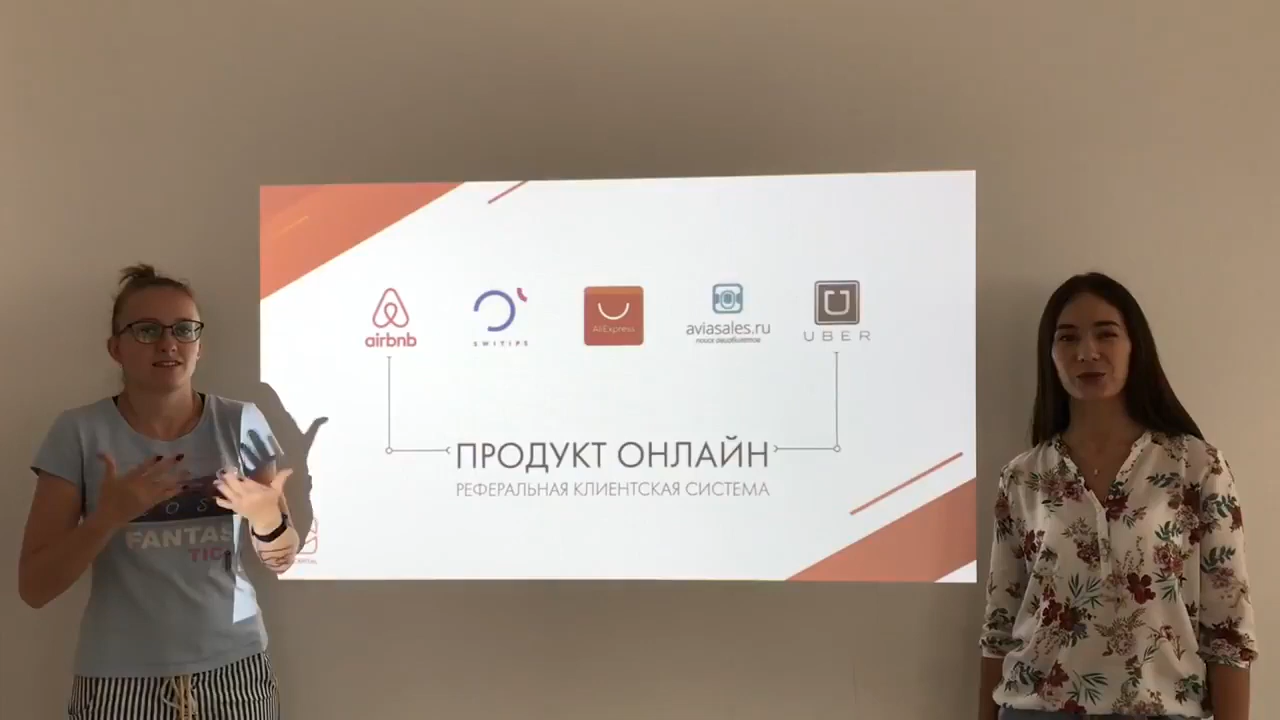 airbnb
SWITIPS
AliExpress
aviasales.ru
поиск авиабилетов
UBER
ПРОДУКТ ОНЛАЙН
РЕФЕРАЛЬНАЯ КЛИЕНТСКАЯ СИСТЕМА
FANTAS
TIC